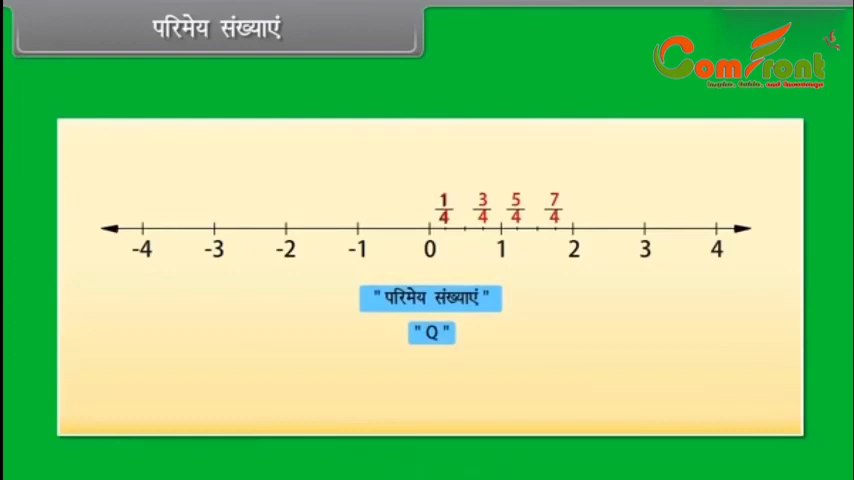 परिमेय संख्याएं
ComFront
1/4 3/4 5/4 7/4
-4 -3 -2 -1 0 1 2 3 4
" परिमेय संख्याएं "
" Q "